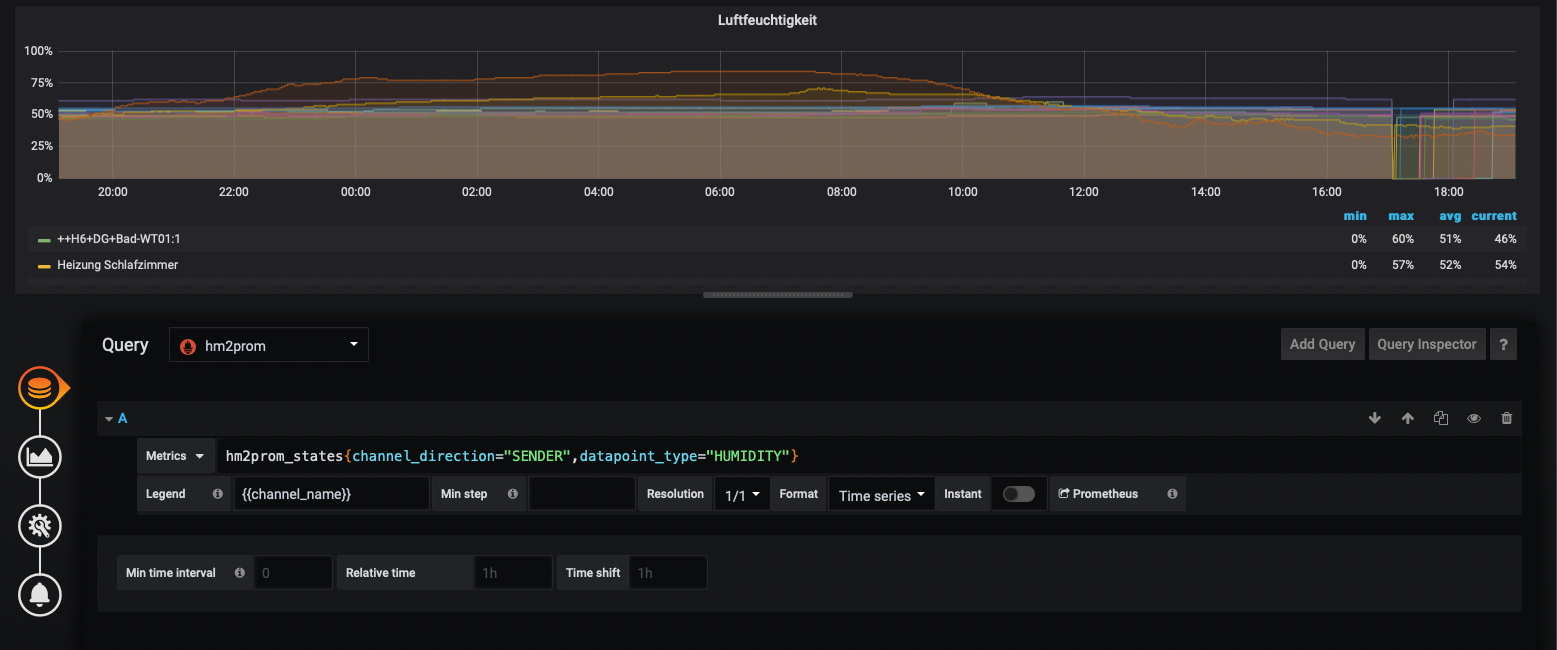 Luftfeuchtigkeit
100%
75%
50%
25%
0%
20:00 22:00 00:00 02:00 04:00 06:00 08:00 10:00 12:00 14:00 16:00 18:00
min max avg current
++H6+DG+Bad-WT01:1 0% 60% 51% 46%
Heizung Schlafzimmer 0% 57% 52% 54%
Query hm2prom Add Query Query Inspector ?
A
Metrics hm2prom_states{channel_direction="SENDER",datapoint_type="HUMIDITY"}
Legend {{channel_name}} Min step Resolution 1/1 Format Time series Instant Prometheus
Min time interval 0 Relative time 1h Time shift 1h